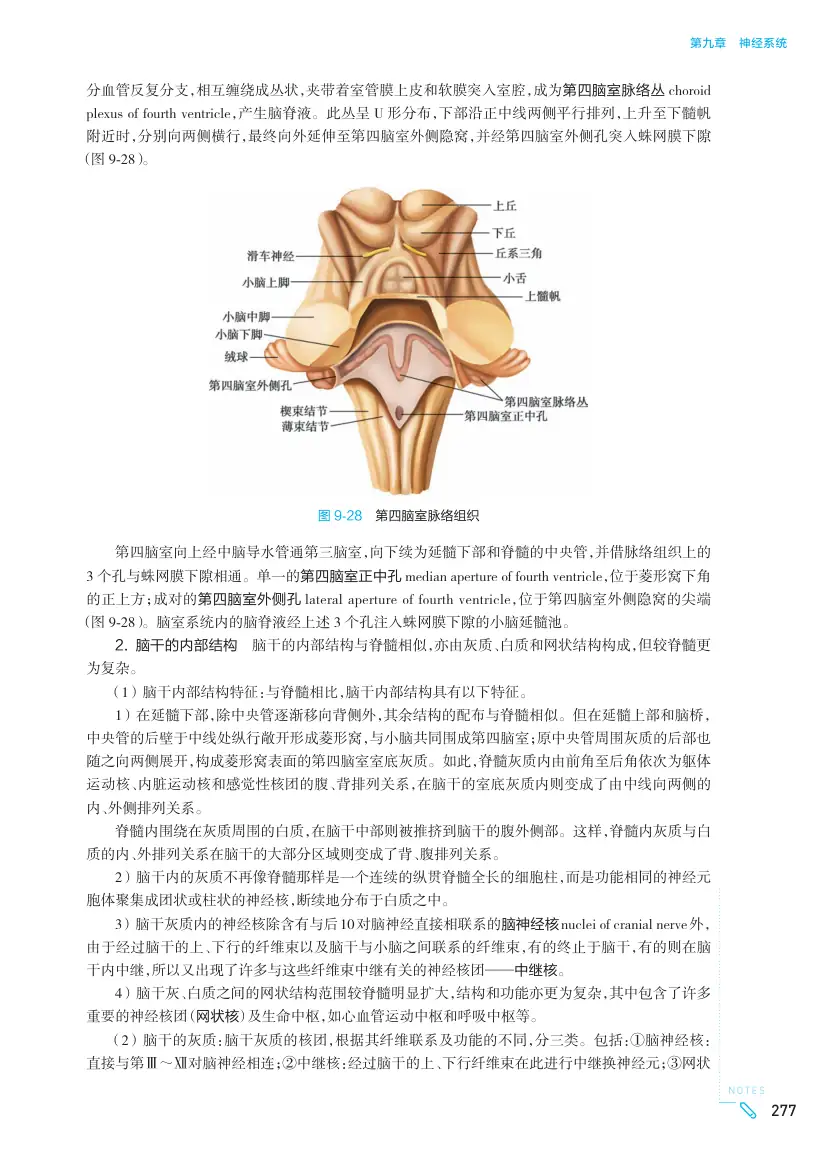 第九章 神经系统
分血管反复分支,相互缠绕成丛状,夹带着室管膜上皮和软膜突入室腔,成为第四脑室脉络丛 choroid
plexus of fourth ventricle,产生脑脊液。此丛呈 U 形分布,下部沿正中线两侧平行排列,上升至下髓帆
附近时,分别向两侧横行,最终向外延伸至第四脑室外侧隐窝,并经第四脑室外侧孔突入蛛网膜下隙
(图 9-28)。
上丘
下丘
滑车神经
丘系三角
小脑上脚
小舌
上髓帆
小脑中脚
小脑下脚
绒球
第四脑室外侧孔
第四脑室脉络丛
楔束结节
第四脑室正中孔
薄束结节
图 9-28 第四脑室脉络组织
第四脑室向上经中脑导水管通第三脑室,向下续为延髓下部和脊髓的中央管,并借脉络组织上的
3 个孔与蛛网膜下隙相通。单一的第四脑室正中孔 median aperture of fourth ventricle,位于菱形窝下角
的正上方;成对的第四脑室外侧孔 lateral aperture of fourth ventricle,位于第四脑室外侧隐窝的尖端
(图 9-28)。脑室系统内的脑脊液经上述 3 个孔注入蛛网膜下隙的小脑延髓池。
2. 脑干的内部结构 脑干的内部结构与脊髓相似,亦由灰质、白质和网状结构构成,但较脊髓更
为复杂。
(1)脑干内部结构特征:与脊髓相比,脑干内部结构具有以下特征。
1)在延髓下部,除中央管逐渐移向背侧外,其余结构的配布与脊髓相似。但在延髓上部和脑桥,
中央管的后壁于中线处纵行敞开形成菱形窝,与小脑共同围成第四脑室;原中央管周围灰质的后部也
随之向两侧展开,构成菱形窝表面的第四脑室室底灰质。如此,脊髓灰质内由前角至后角依次为躯体
运动核、内脏运动核和感觉性核团的腹、背排列关系,在脑干的室底灰质内则变成了由中线向两侧的
内、外侧排列关系。
脊髓内围绕在灰质周围的白质,在脑干中部则被推挤到脑干的腹外侧部。这样,脊髓内灰质与白
质的内、外排列关系在脑干的大部分区域则变成了背、腹排列关系。
2)脑干内的灰质不再像脊髓那样是一个连续的纵贯脊髓全长的细胞柱,而是功能相同的神经元
胞体聚集成团状或柱状的神经核,断续地分布于白质之中。
3)脑干灰质内的神经核除含有与后10对脑神经直接相联系的脑神经核nuclei of cranial nerve外,
由于经过脑干的上、下行的纤维束以及脑干与小脑之间联系的纤维束,有的终止于脑干,有的则在脑
干内中继,所以又出现了许多与这些纤维束中继有关的神经核团——中继核。
4)脑干灰、白质之间的网状结构范围较脊髓明显扩大,结构和功能亦更为复杂,其中包含了许多
重要的神经核团(网状核)及生命中枢,如心血管运动中枢和呼吸中枢等。
(2)脑干的灰质:脑干灰质的核团,根据其纤维联系及功能的不同,分三类。包括:①脑神经核:
直接与第Ⅲ~Ⅻ对脑神经相连;②中继核:经过脑干的上、下行纤维束在此进行中继换神经元;③网状
NOTES
277